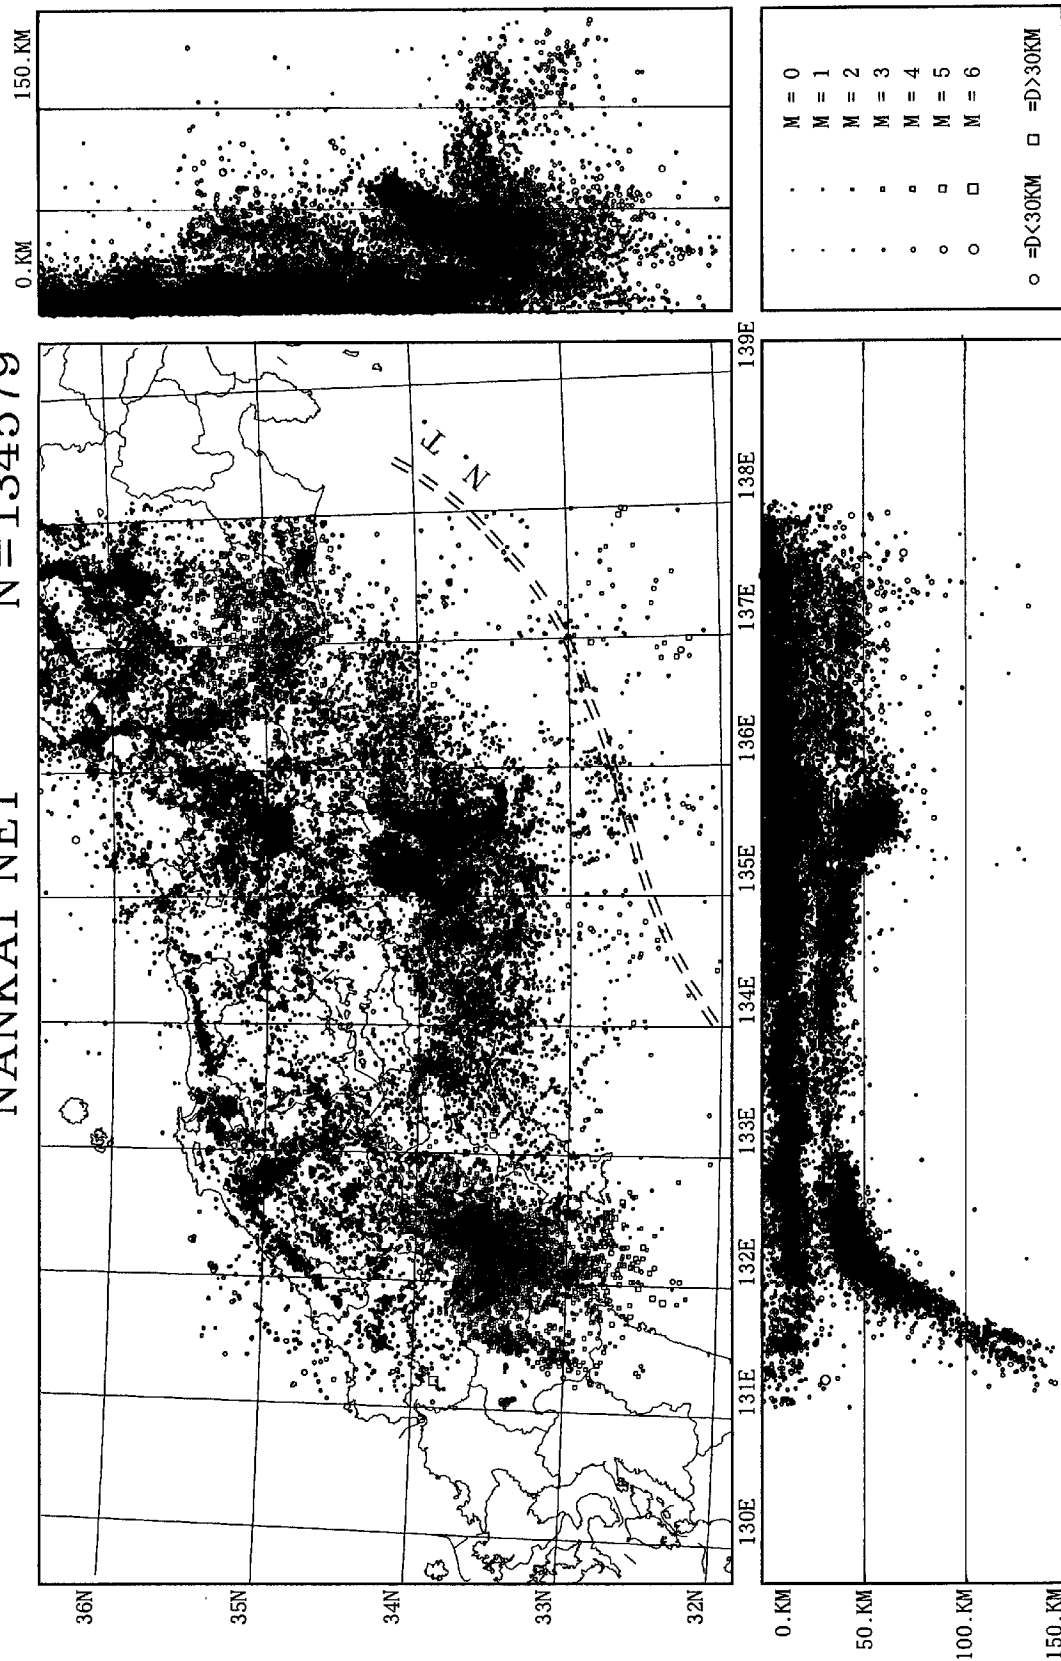 NANKAI NET N=134579
36N
35N
34N
33N
32N
130E
131E
132E
133E
134E
135E
136E
137E
138E
139E
N. T.
0.KM
150.KM
0.KM
50.KM
100.KM
150.KM
M = 0
M = 1
M = 2
M = 3
M = 4
M = 5
M = 6
=D<30KM =D>30KM